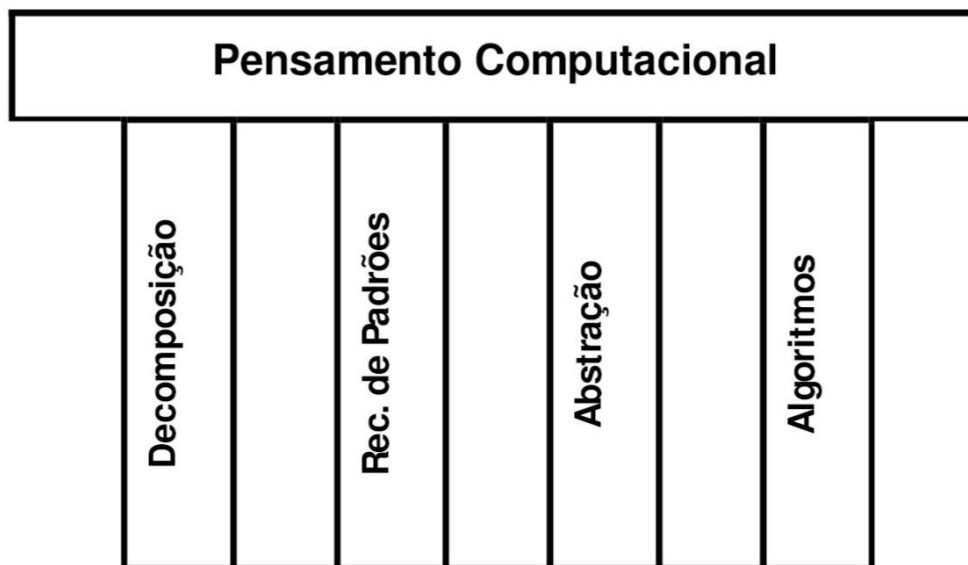 Pensamento Computacional
Decomposição
Rec. de Padrões
Abstração
Algoritmos